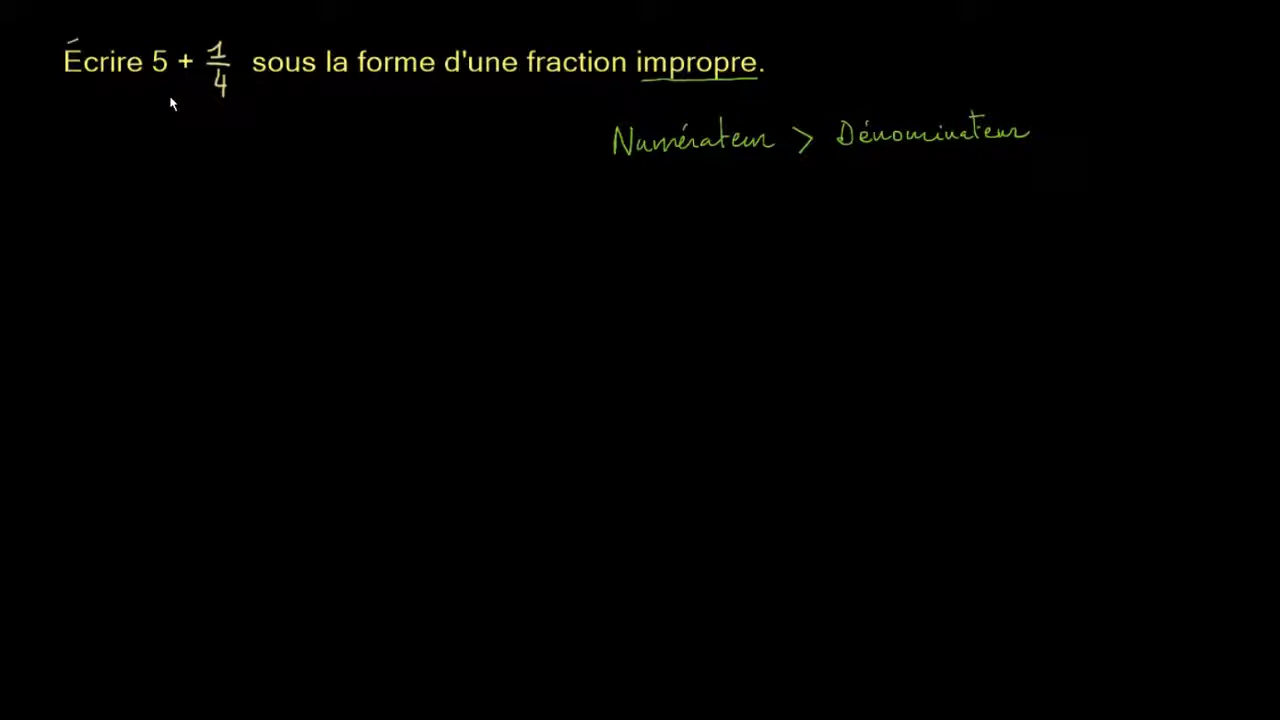 Écrire 5 + 1/4 sous la forme d'une fraction impropre.
Numérateur > Dénominateur